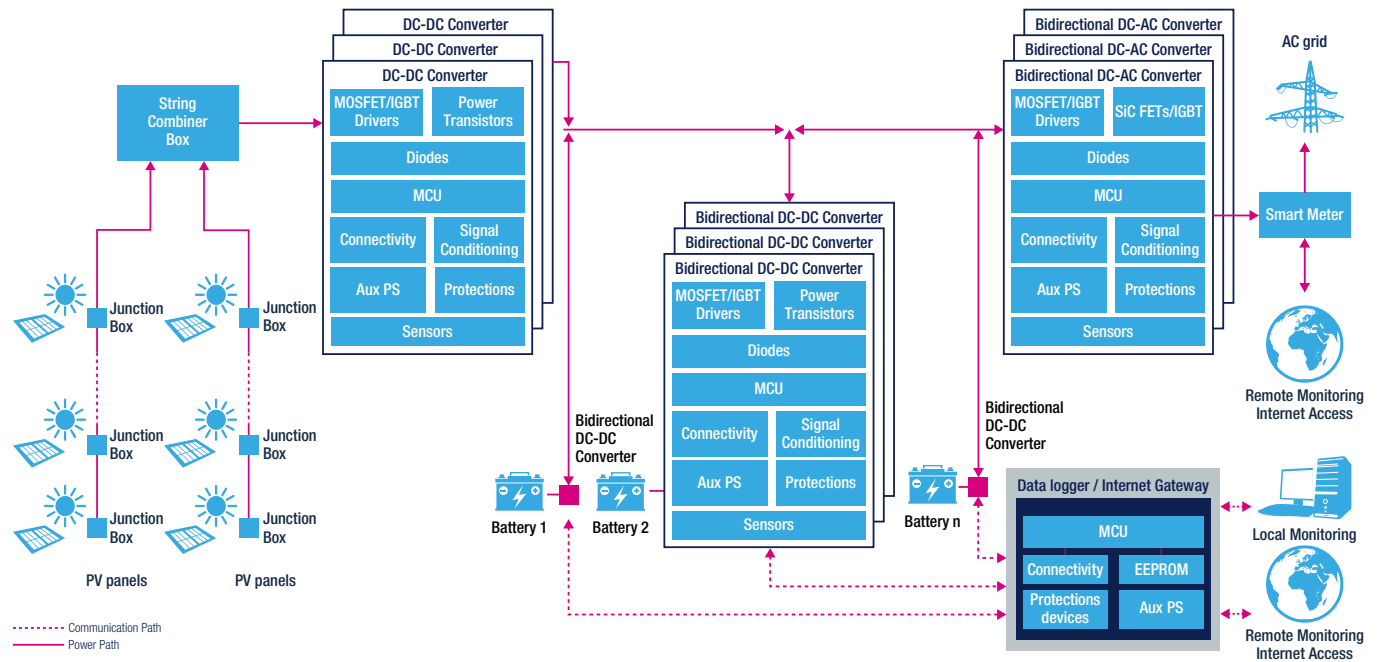 DC-DC Converter
DC-DC Converter
DC-DC Converter
MOSFET/IGBT
Drivers
Power
Transistors
Diodes
MCU
Connectivity
Signal
Conditioning
Aux PS
Protections
Sensors
String
Combiner
Box
Junction
Box
Junction
Box
Junction
Box
Junction
Box
Junction
Box
Junction
Box
PV panels
PV panels
Communication Path
Power Path
Bidirectional
DC-DC
Converter
Battery 1
Battery 2
Bidirectional DC-DC Converter
Bidirectional DC-DC Converter
Bidirectional DC-DC Converter
MOSFET/IGBT
Drivers
Power
Transistors
Diodes
MCU
Connectivity
Signal
Conditioning
Aux PS
Protections
Sensors
Battery n
Bidirectional
DC-DC
Converter
Bidirectional DC-AC Converter
Bidirectional DC-AC Converter
Bidirectional DC-AC Converter
MOSFET/IGBT
Drivers
SiC FETs/IGBT
Diodes
MCU
Connectivity
Signal
Conditioning
Aux PS
Protections
Sensors
AC grid
Smart Meter
Remote Monitoring
Internet Access
Data logger / Internet Gateway
MCU
Connectivity
EEPROM
Protections
devices
Aux PS
Local Monitoring
Remote Monitoring
Internet Access